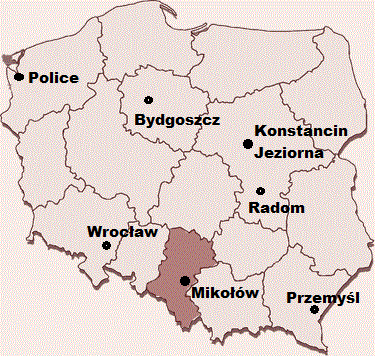 Police
Bydgoszcz
Konstancin
Jeziorna
Radom
Wrocław
Mikołów
Przemyśl